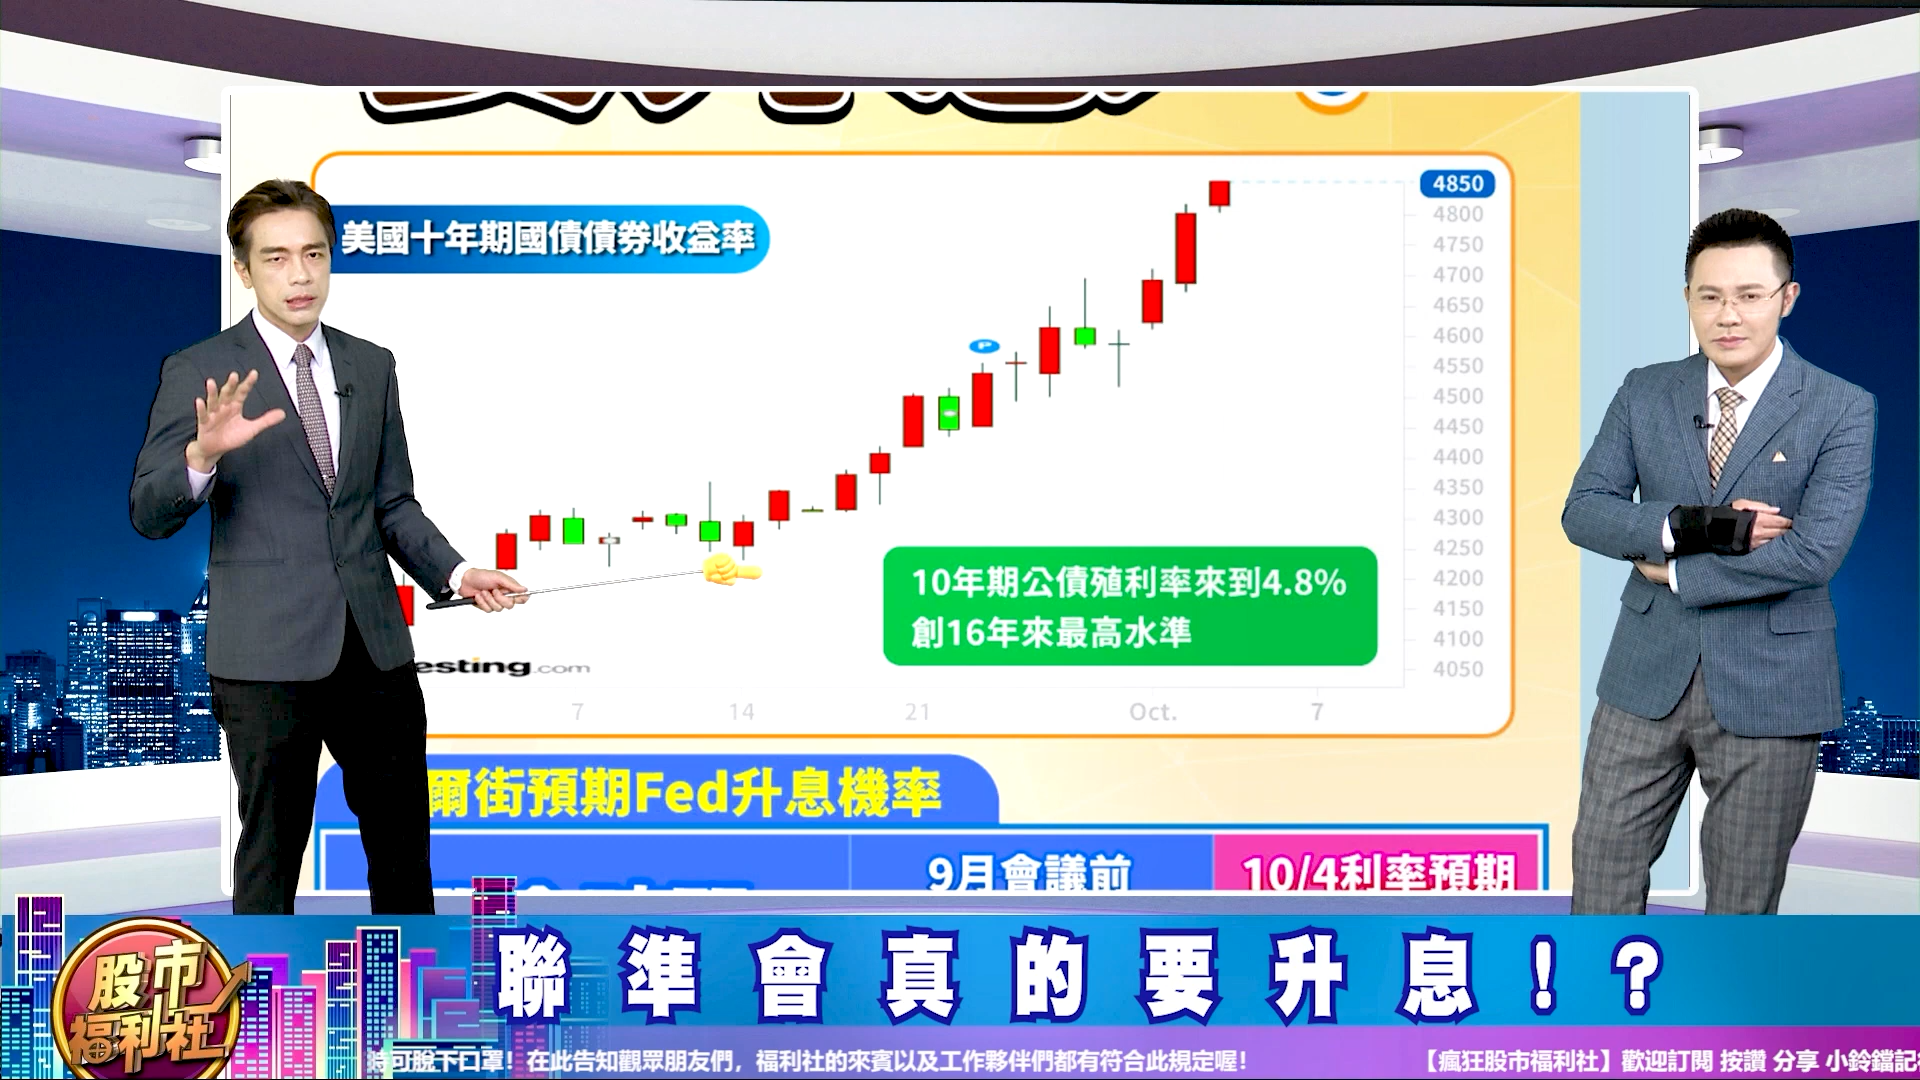 美國十年期國債債券收益率
4850
4800
4750
4700
4650
4600
4550
4500
4450
4400
4350
4300
4250
4200
4150
4100
4050
P
10年期公債殖利率來到4.8%
創16年來最高水準
esting.com
7
14
21
Oct.
7
爾街預期Fed升息機率
9月會議前
10/4利率預期
聯準會真的要升息!?
股市
福利社
時可脫下口罩！在此告知觀眾朋友們，福利社的來賓以及工作夥伴們都有符合此規定喔！
【瘋狂股市福利社】歡迎訂閱 按讚 分享 小鈴鐺記